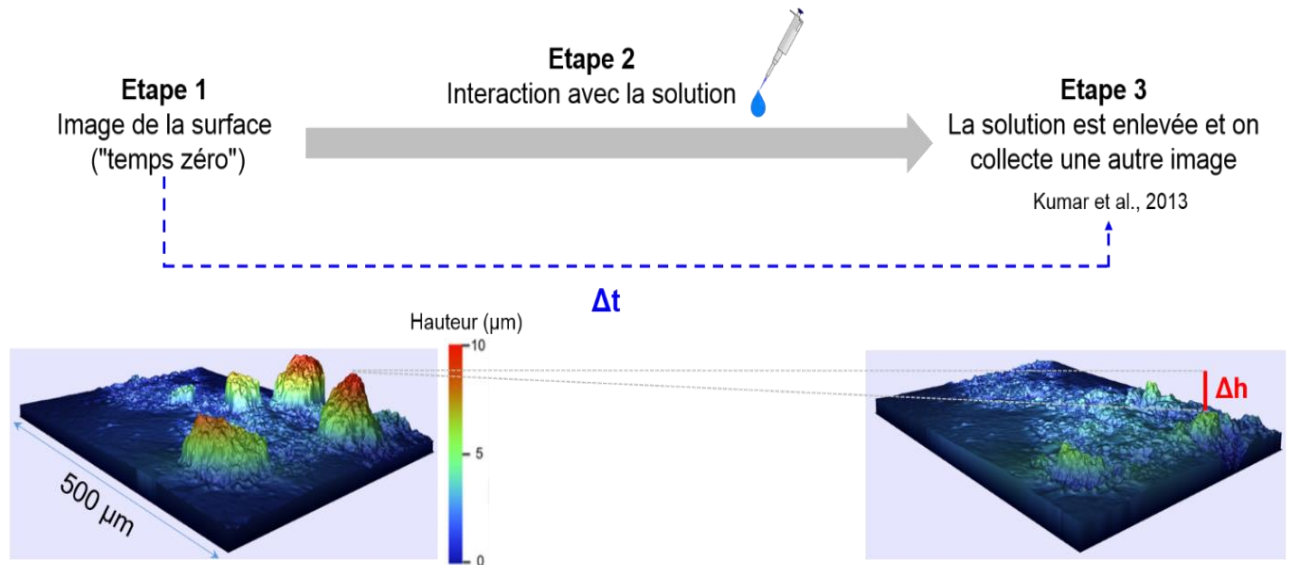 Etape 1
Image de la surface
("temps zéro")
Etape 2
Interaction avec la solution
Etape 3
La solution est enlevée et on
collecte une autre image
Kumar et al., 2013
Δt
Hauteur (µm)
10
5
0
500 µm
Δh